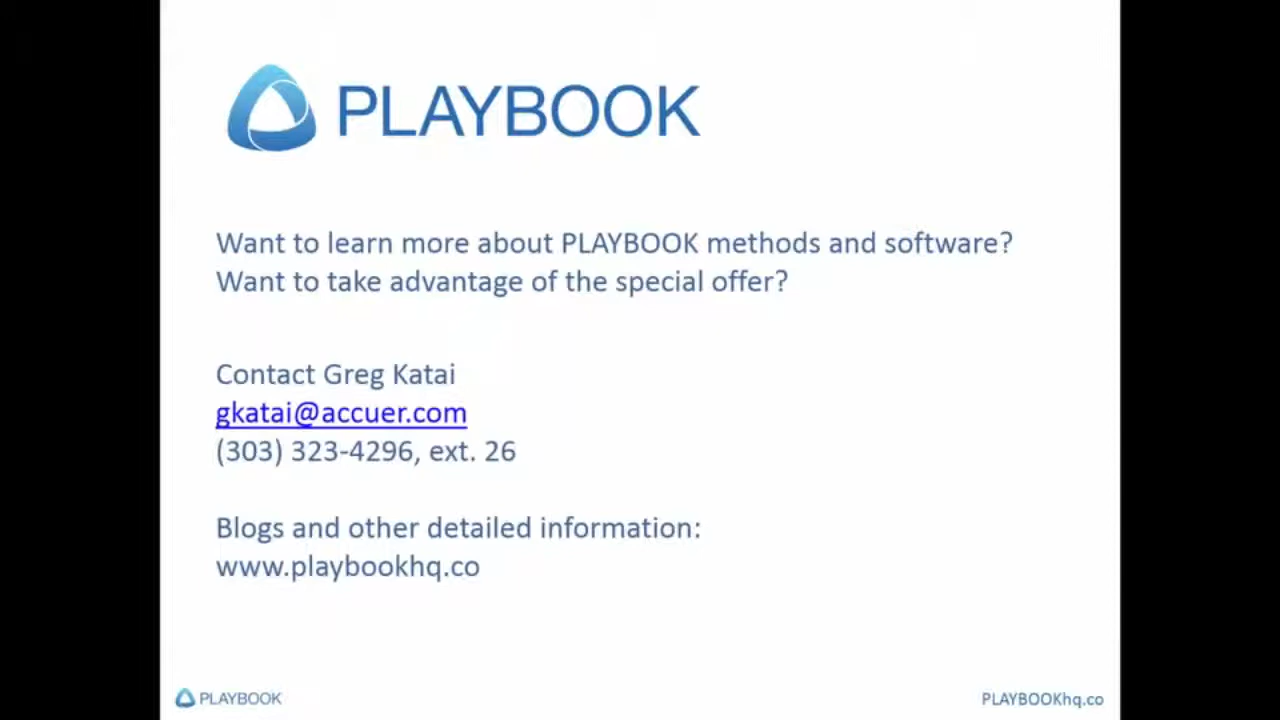 PLAYBOOK
Want to learn more about PLAYBOOK methods and software?
Want to take advantage of the special offer?
Contact Greg Katai
gkatai@accuer.com
(303) 323-4296, ext. 26
Blogs and other detailed information:
www.playbookhq.co
PLAYBOOK
PLAYBOOKhq.co